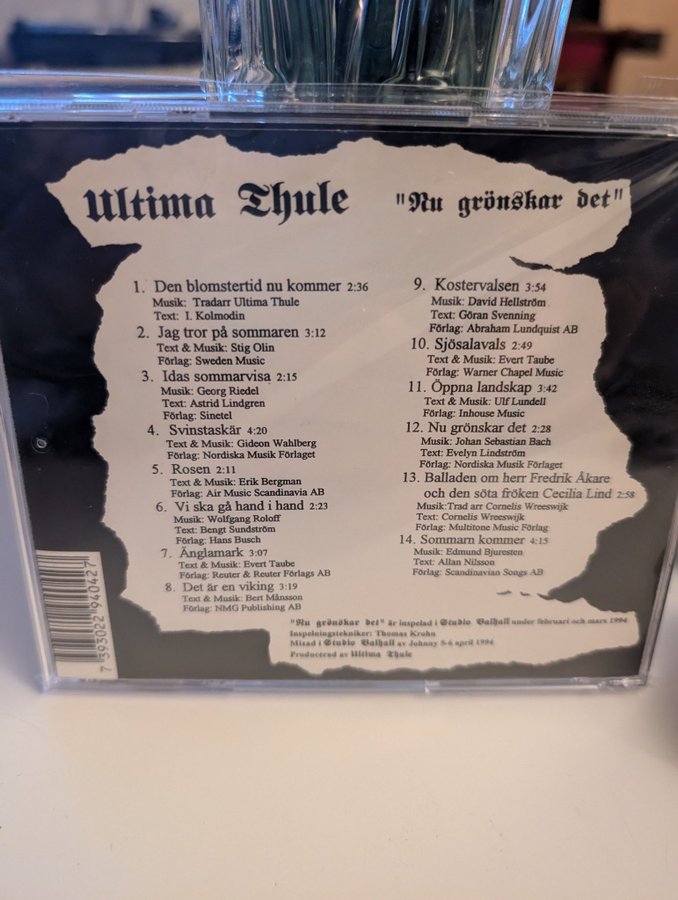 Ultima Thule "Nu grönskar det"
1. Den blomstertid nu kommer 2:36
Musik: Tradarr Ultima Thule
Text: I. Kolmodin
2. Jag tror på sommaren 3:12
Text & Musik: Stig Olin
Förlag: Sweden Music
3. Idas sommarvisa 2:15
Musik: Georg Riedel
Text: Astrid Lindgren
Förlag: Sinetel
4. Svinstaskär 4:20
Text & Musik: Gideon Wahlberg
Förlag: Nordiska Musik Förlaget
5. Rosen 2:11
Text & Musik: Erik Bergman
Förlag: Air Music Scandinavia AB
6. Vi ska gå hand i hand 2:23
Musik: Wolfgang Roloff
Text: Bengt Sundström
Förlag: Hans Busch
7. Änglamark 3:07
Text & Musik: Evert Taube
Förlag: Reuter & Reuter Förlags AB
8. Det är en viking 3:19
Text & Musik: Bert Månsson
Förlag: NMG Publishing AB
9. Kostervalsen 3:54
Musik: David Hellström
Text: Göran Svenning
Förlag: Abraham Lundquist AB
10. Sjösalavals 2:49
Text & Musik: Evert Taube
Förlag: Warner Chapel Music
11. Öppna landskap 3:42
Text & Musik: Ulf Lundell
Förlag: Inhouse Music
12. Nu grönskar det 2:28
Musik: Johan Sebastian Bach
Text: Evelyn Lindström
Förlag: Nordiska Musik Förlaget
13. Balladen om herr Fredrik Åkare
och den söta fröken Cecilia Lind 2:58
Musik:Trad arr Cornelis Wreeswijk
Text: Cornelis Wreeswijk
Förlag: Multitone Music Förlag
14. Sommarn kommer 4:15
Musik: Edmund Bjuresten
Text: Allan Nilsson
Förlag: Scandinavian Songs AB
"Nu grönskar det" är inspelad i Studio Valhall under februari och mars 1994
Inspelningstekniker: Thomas Krohn
Mixad i Studio Valhall av Johnny 5-6 april 1994
Producerad av Ultima Thule
7 393022 940427